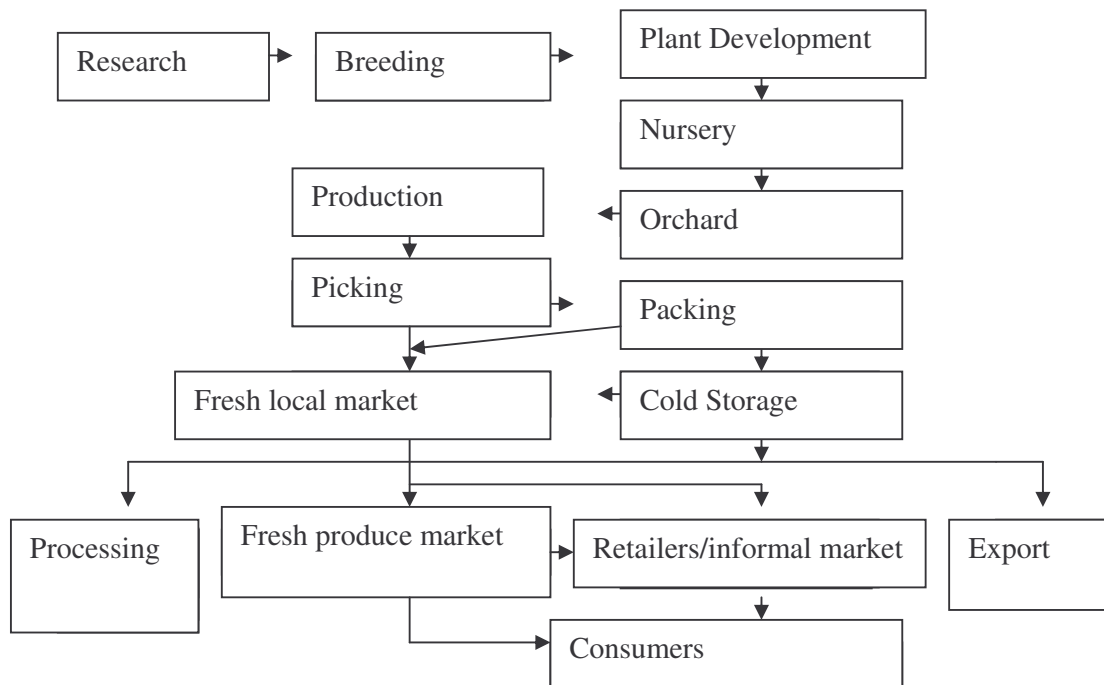 Plant Development
Research
Breeding
Nursery
Production
Orchard
Picking
Packing
Fresh local market
Cold Storage
Processing
Fresh produce market
Retailers/informal market
Export
Consumers